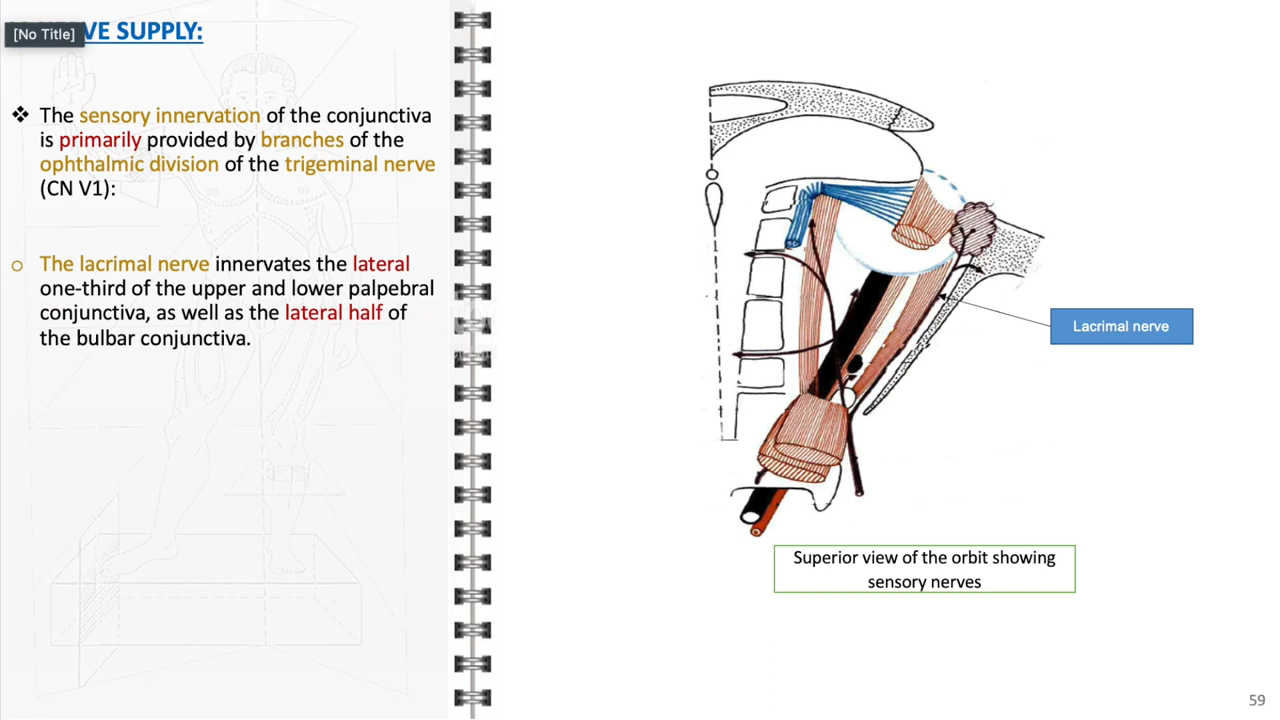 [No Title]
VE SUPPLY:
❖ The sensory innervation of the conjunctiva
is primarily provided by branches of the
ophthalmic division of the trigeminal nerve
(CN V1):
o The lacrimal nerve innervates the lateral
one-third of the upper and lower palpebral
conjunctiva, as well as the lateral half of
the bulbar conjunctiva.
Lacrimal nerve
Superior view of the orbit showing
sensory nerves
59